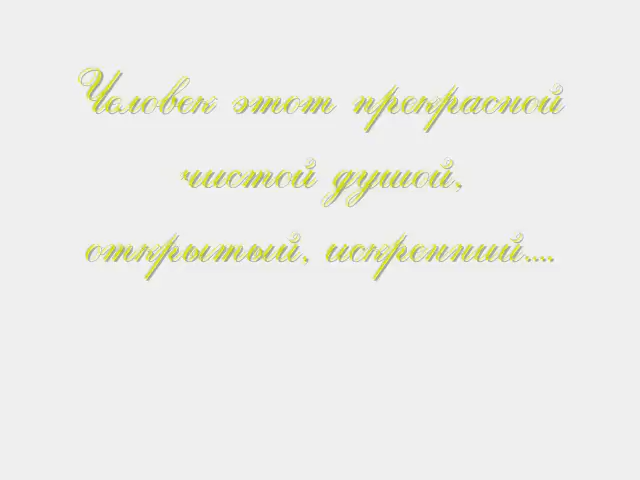 Человек этот прекрасной
чистой душой,
открытый, искренний....